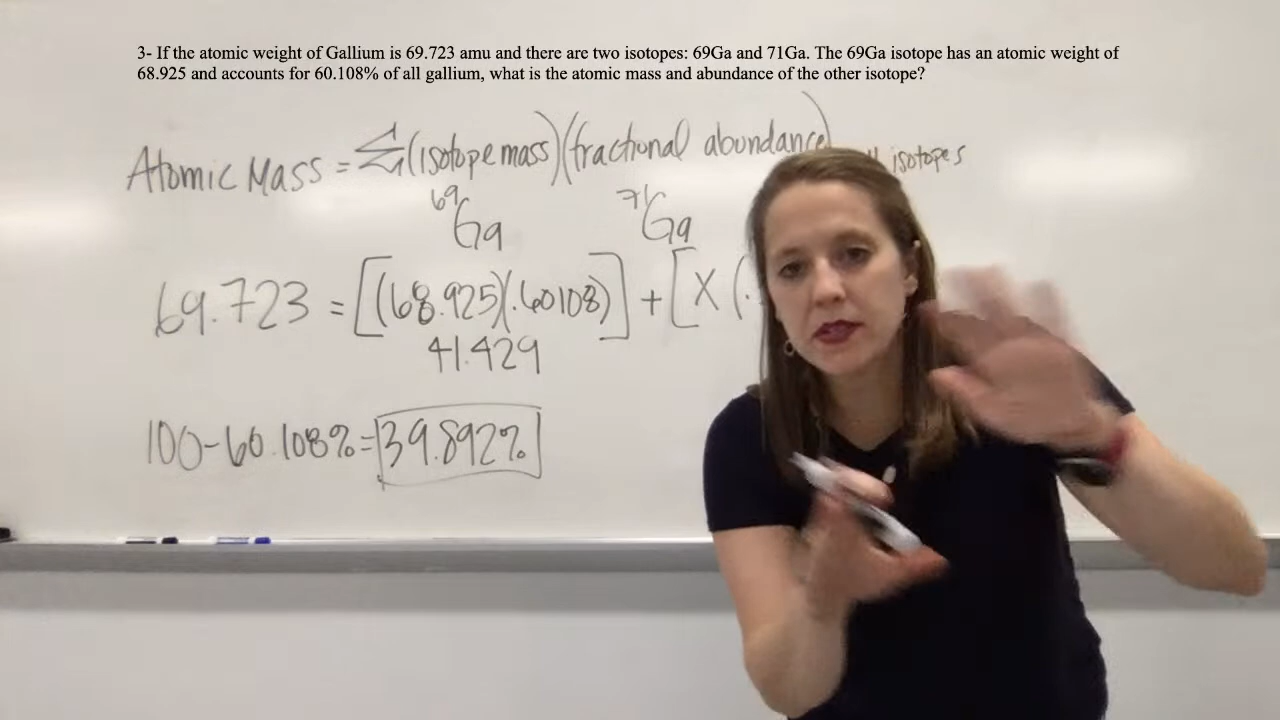 3- If the atomic weight of Gallium is 69.723 amu and there are two isotopes: 69Ga and 71Ga. The 69Ga isotope has an atomic weight of
68.925 and accounts for 60.108% of all gallium, what is the atomic mass and abundance of the other isotope?
Atomic Mass = Σ(isotope mass)(fractional abundance) isotopes
⁶⁹Ga ⁷¹Ga
69.723 = [(68.925)(.60108)] + [X (.
41.429
100-60.108% = 39.892%